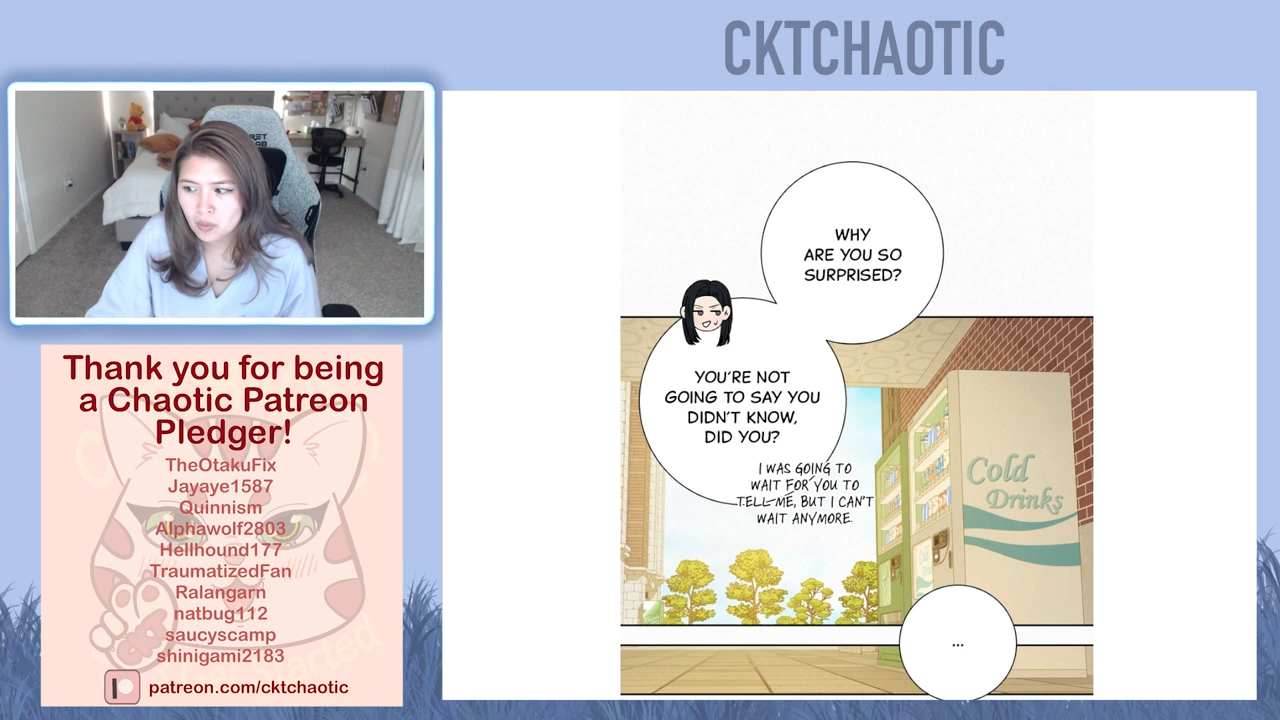 CKTCHAOTIC
Thank you for being
a Chaotic Patreon
Pledger!
TheOtakuFix
Jayaye1587
Quinnism
Alphawolf2803
Hellhound177
TraumatizedFan
Ralangarn
natbug112
saucyscamp
shinigami2183
patreon.com/cktchaotic
WHY
ARE YOU SO
SURPRISED?
YOU'RE NOT
GOING TO SAY YOU
DIDN'T KNOW,
DID YOU?
I WAS GOING TO
WAIT FOR YOU TO
TELL ME, BUT I CAN'T
WAIT ANYMORE.
Cold
Drinks
...